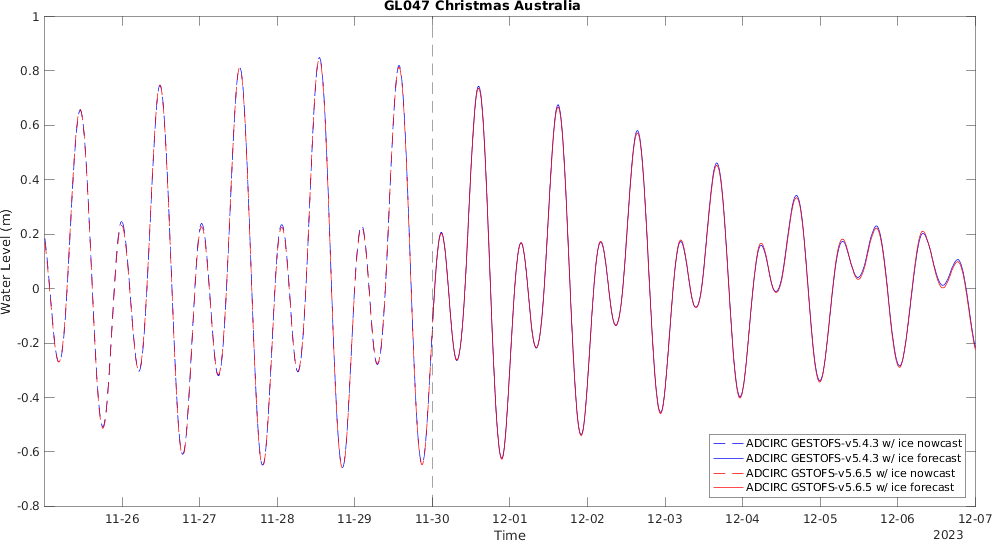 GL047 Christmas Australia
1
0.8
0.6
0.4
0.2
0
-0.2
-0.4
-0.6
-0.8
Water Level (m)
ADCIRC GESTOFS-v5.4.3 w/ ice nowcast
ADCIRC GESTOFS-v5.4.3 w/ ice forecast
ADCIRC GSTOFS-v5.6.5 w/ ice nowcast
ADCIRC GSTOFS-v5.6.5 w/ ice forecast
11-26 11-27 11-28 11-29 11-30 12-01 12-02 12-03 12-04 12-05 12-06 12-07
Time
2023